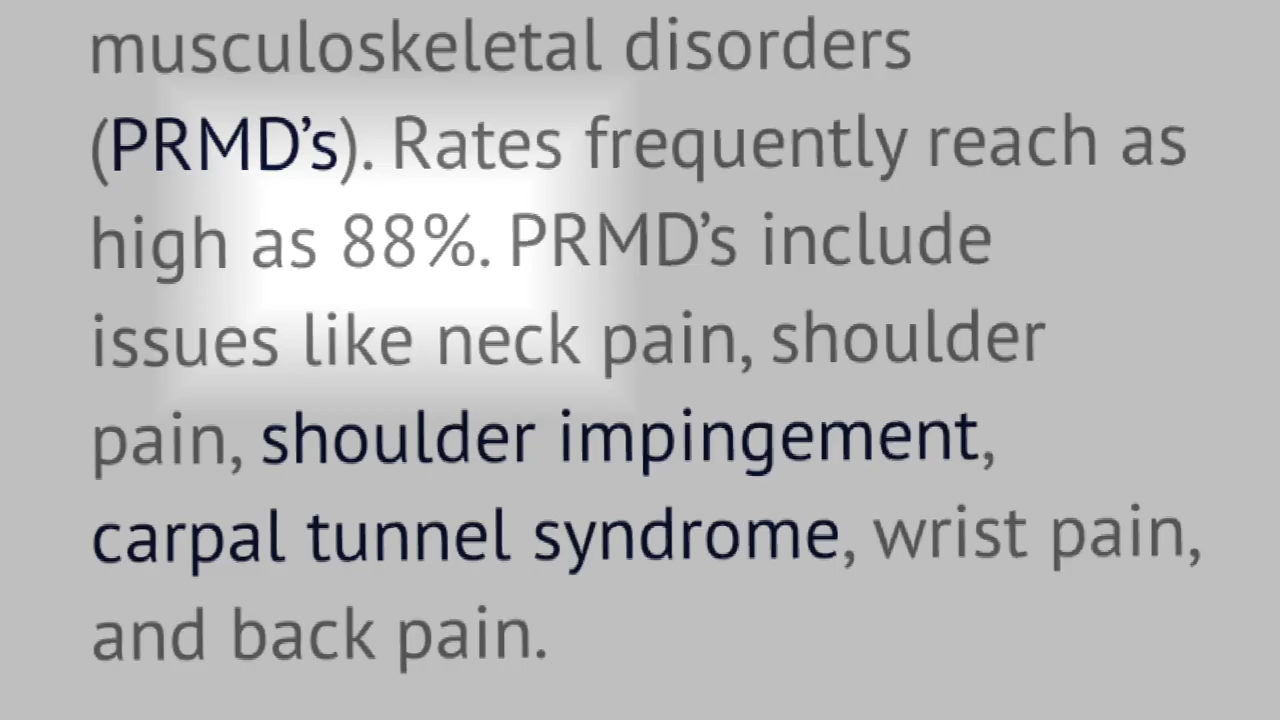 musculoskeletal disorders
(PRMD’s). Rates frequently reach as
high as 88%. PRMD’s include
issues like neck pain, shoulder
pain, shoulder impingement,
carpal tunnel syndrome, wrist pain,
and back pain.